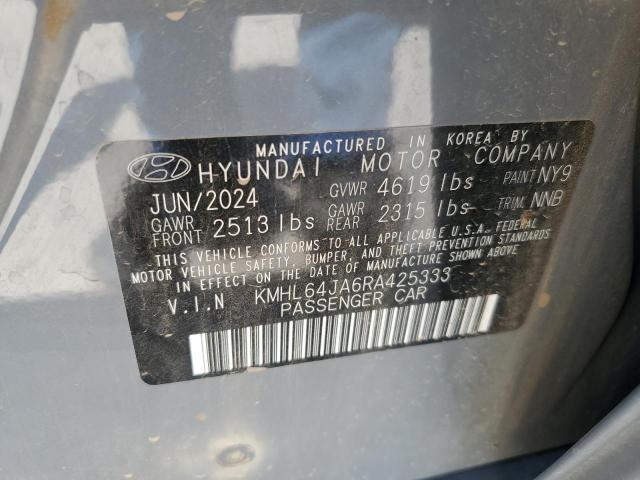 MANUFACTURED IN KOREA BY
HYUNDAI MOTOR COMPANY
JUN/2024 GVWR 4619 lbs PAINT NY9
GAWR FRONT 2513 lbs GAWR REAR 2315 lbs TRIM NNB
THIS VEHICLE CONFORMS TO ALL APPLICABLE U.S.A. FEDERAL
MOTOR VEHICLE SAFETY, BUMPER, AND THEFT PREVENTION STANDARDS
IN EFFECT ON THE DATE OF MANUFACTURE SHOWN ABOVE.
V.I.N KMHL64JA6RA425333
PASSENGER CAR